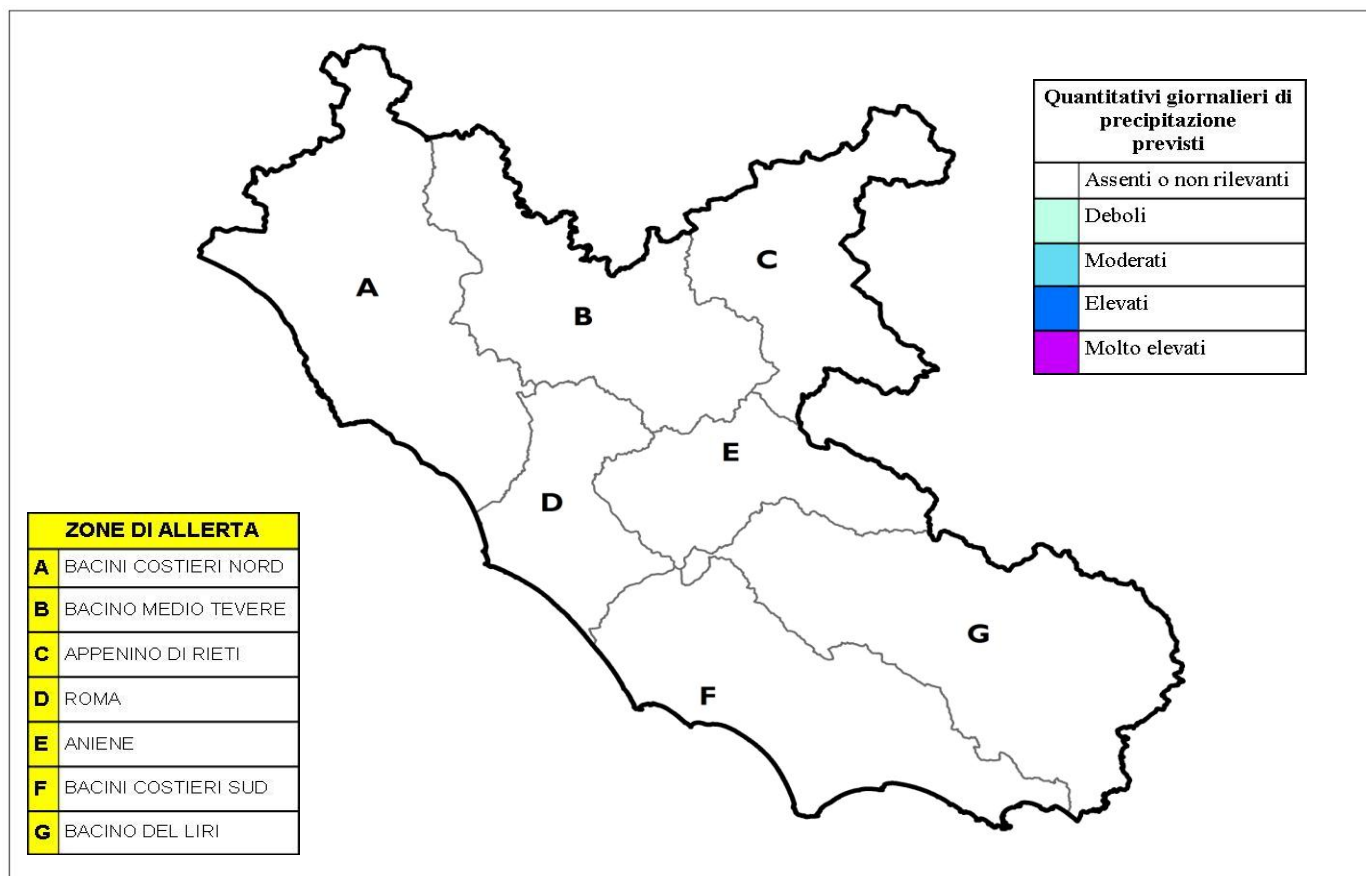 Quantitativi giornalieri di
precipitazione
previsti
Assenti o non rilevanti
Deboli
Moderati
Elevati
Molto elevati
A
B
C
D
E
F
G
ZONE DI ALLERTA
A BACINI COSTIERI NORD
B BACINO MEDIO TEVERE
C APPENINO DI RIETI
D ROMA
E ANIENE
F BACINI COSTIERI SUD
G BACINO DEL LIRI